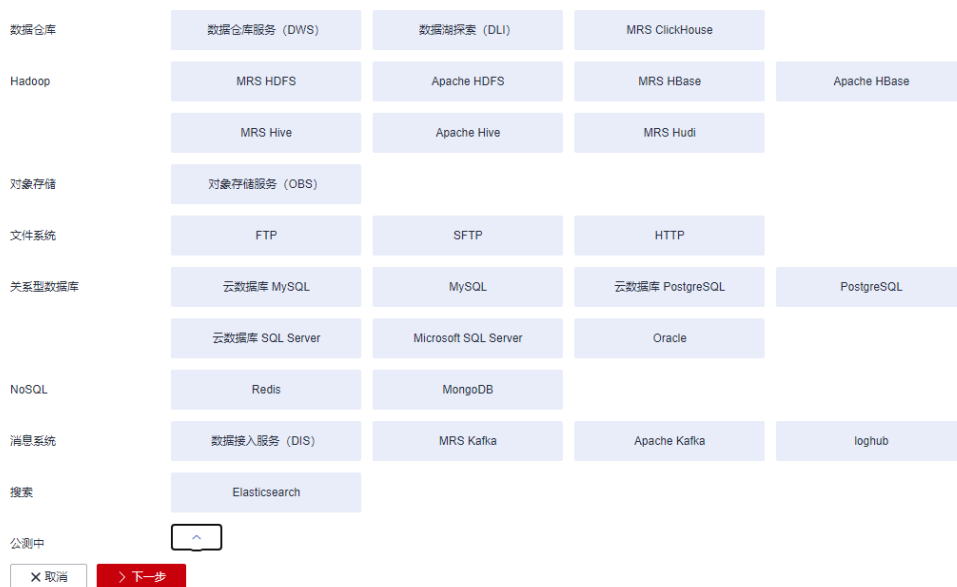 数据仓库 数据仓库服务（DWS） 数据湖探索（DLI） MRS ClickHouse
Hadoop MRS HDFS Apache HDFS MRS HBase Apache HBase
MRS Hive Apache Hive MRS Hudi
对象存储 对象存储服务（OBS）
文件系统 FTP SFTP HTTP
关系型数据库 云数据库 MySQL MySQL 云数据库 PostgreSQL PostgreSQL
云数据库 SQL Server Microsoft SQL Server Oracle
NoSQL Redis MongoDB
消息系统 数据接入服务（DIS） MRS Kafka Apache Kafka loghub
搜索 Elasticsearch
公测中
取消 下一步